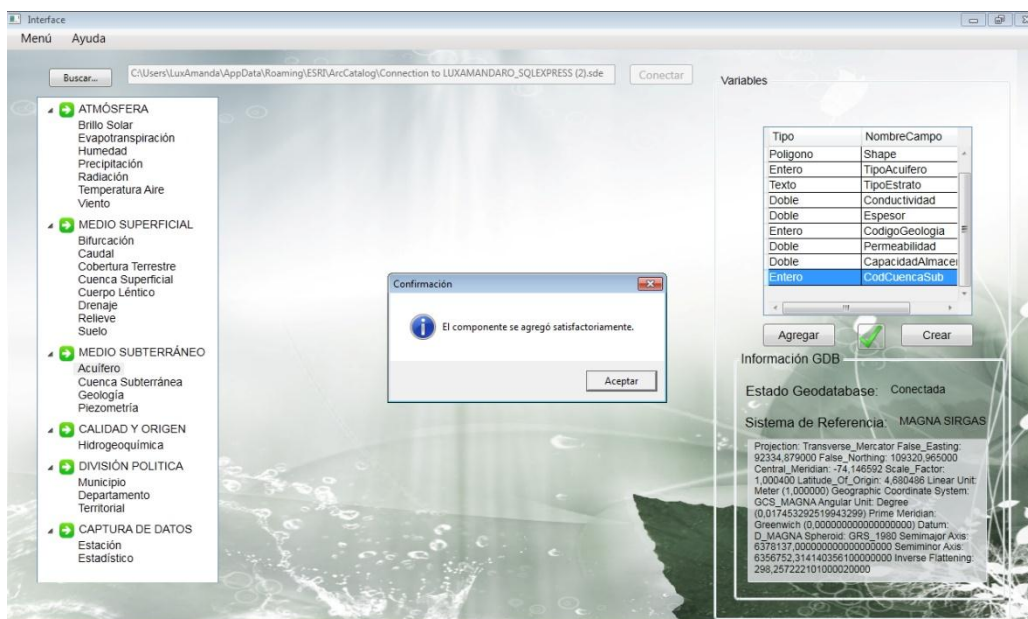 Interface
Menú Ayuda
Buscar...
C:\Users\LuxAmanda\AppData\Roaming\ESRI\ArcCatalog\Connection to LUXAMANDARO_SQLEXPRESS (2).sde
Conectar
ATMÓSFERA
Brillo Solar
Evapotranspiración
Humedad
Precipitación
Radiación
Temperatura Aire
Viento
MEDIO SUPERFICIAL
Bifurcación
Caudal
Cobertura Terrestre
Cuenca Superficial
Cuerpo Léntico
Drenaje
Relieve
Suelo
MEDIO SUBTERRÁNEO
Acuífero
Cuenca Subterránea
Geología
Piezometría
CALIDAD Y ORIGEN
Hidrogeoquímica
DIVISIÓN POLITICA
Municipio
Departamento
Territorial
CAPTURA DE DATOS
Estación
Estadístico
Confirmación
El componente se agregó satisfactoriamente.
Aceptar
Variables
Tipo NombreCampo
Poligono Shape
Entero TipoAcuifero
Texto TipoEstrato
Doble Conductividad
Doble Espesor
Entero CodigoGeologia
Doble Permeabilidad
Doble CapacidadAlmacer
Entero CodCuencaSub
Agregar Crear
Información GDB
Estado Geodatabase: Conectada
Sistema de Referencia: MAGNA SIRGAS
Projection: Transverse_Mercator False_Easting:
92334,879000 False_Northing: 109320,965000
Central_Meridian: -74,146592 Scale_Factor:
1,000400 Latitude_Of_Origin: 4,680486 Linear Unit:
Meter (1,000000) Geographic Coordinate System:
GCS_MAGNA Angular Unit: Degree
(0,017453292519943299) Prime Meridian:
Greenwich (0,000000000000000000) Datum:
D_MAGNA Spheroid: GRS_1980 Semimajor Axis:
6378137,000000000000000000 Semiminor Axis:
6356752,314140356100000000 Inverse Flattening:
298,257222101000020000